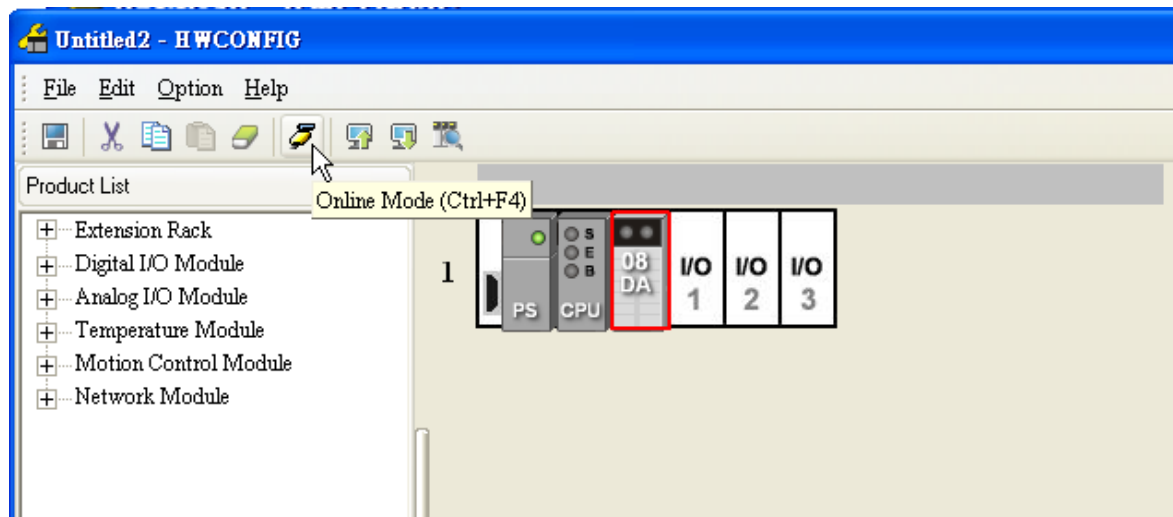 Untitled2 - HWCONFIG
File Edit Option Help
Product List
Online Mode (Ctrl+F4)
Extension Rack
Digital I/O Module
Analog I/O Module
Temperature Module
Motion Control Module
Network Module
1
PS
CPU
S
E
B
08
DA
I/O
1
I/O
2
I/O
3